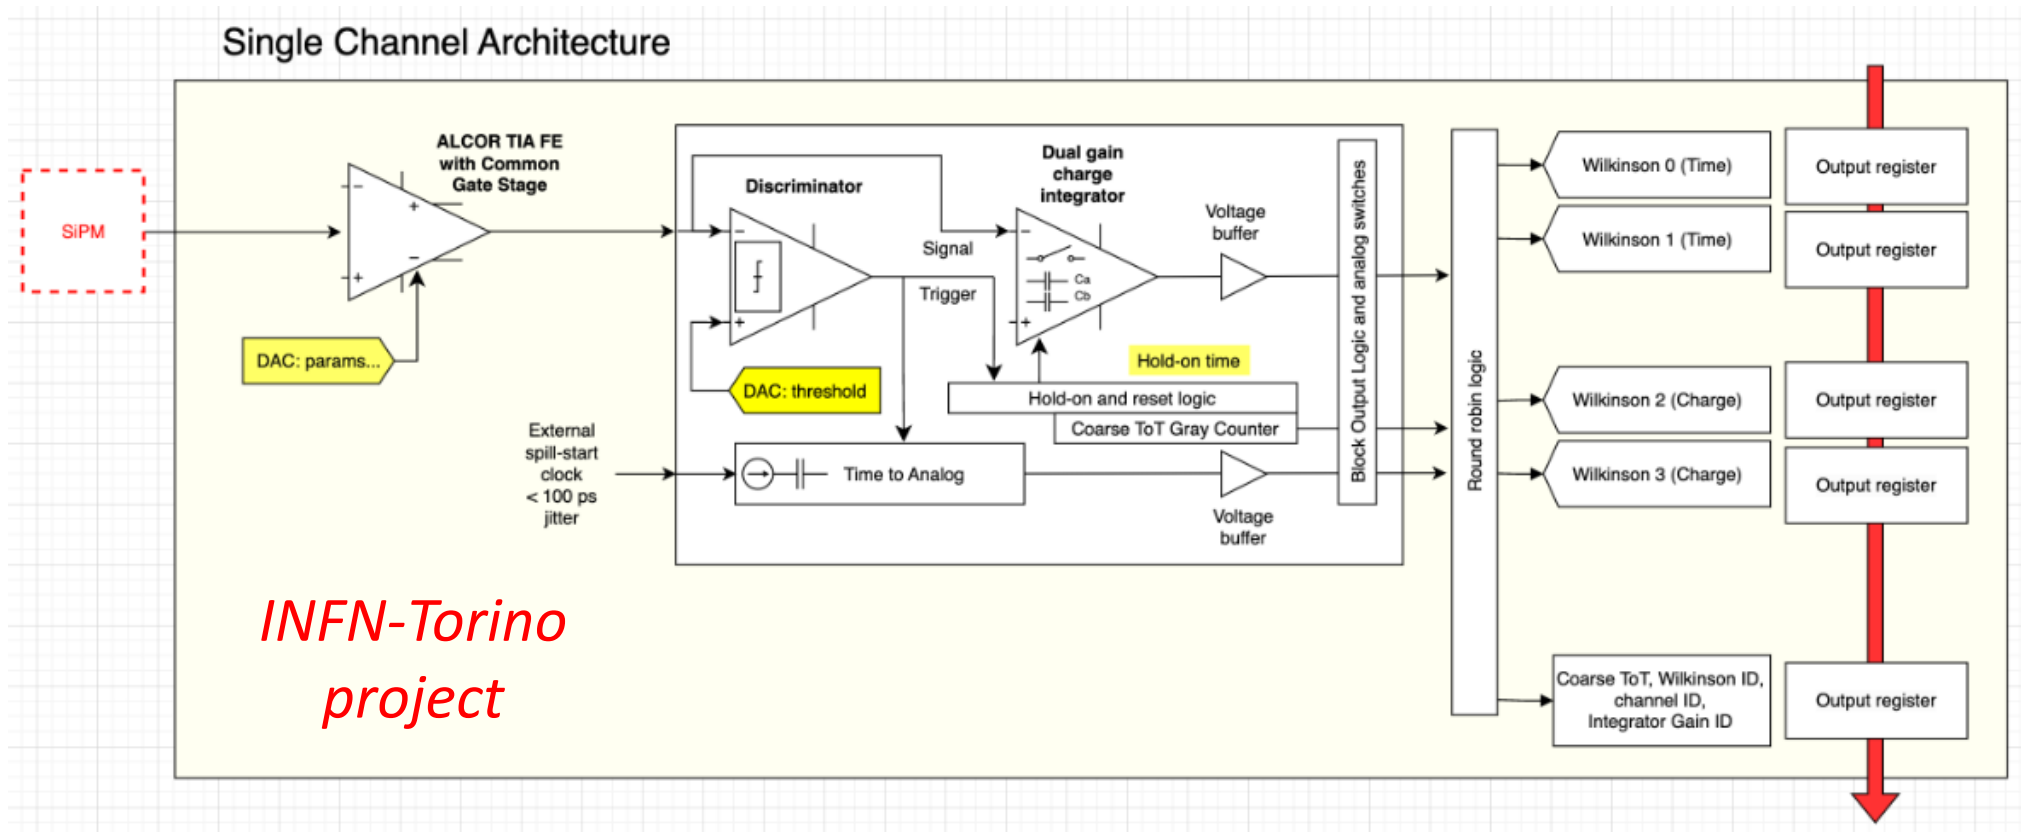 Single Channel Architecture
SiPM
ALCOR TIA FE
with Common
Gate Stage
- -
+
-
- +
DAC: params...
Discriminator
-
+
DAC: threshold
Signal
Trigger
Dual gain
charge
integrator
-
Ca
Cb
- +
Voltage
buffer
Hold-on time
Hold-on and reset logic
Coarse ToT Gray Counter
External
spill-start
clock
< 100 ps
jitter
Time to Analog
Voltage
buffer
Block Output Logic and analog switches
Round robin logic
Wilkinson 0 (Time)
Output register
Wilkinson 1 (Time)
Output register
Wilkinson 2 (Charge)
Output register
Wilkinson 3 (Charge)
Output register
Coarse ToT, Wilkinson ID,
channel ID,
Integrator Gain ID
Output register
INFN-Torino
project